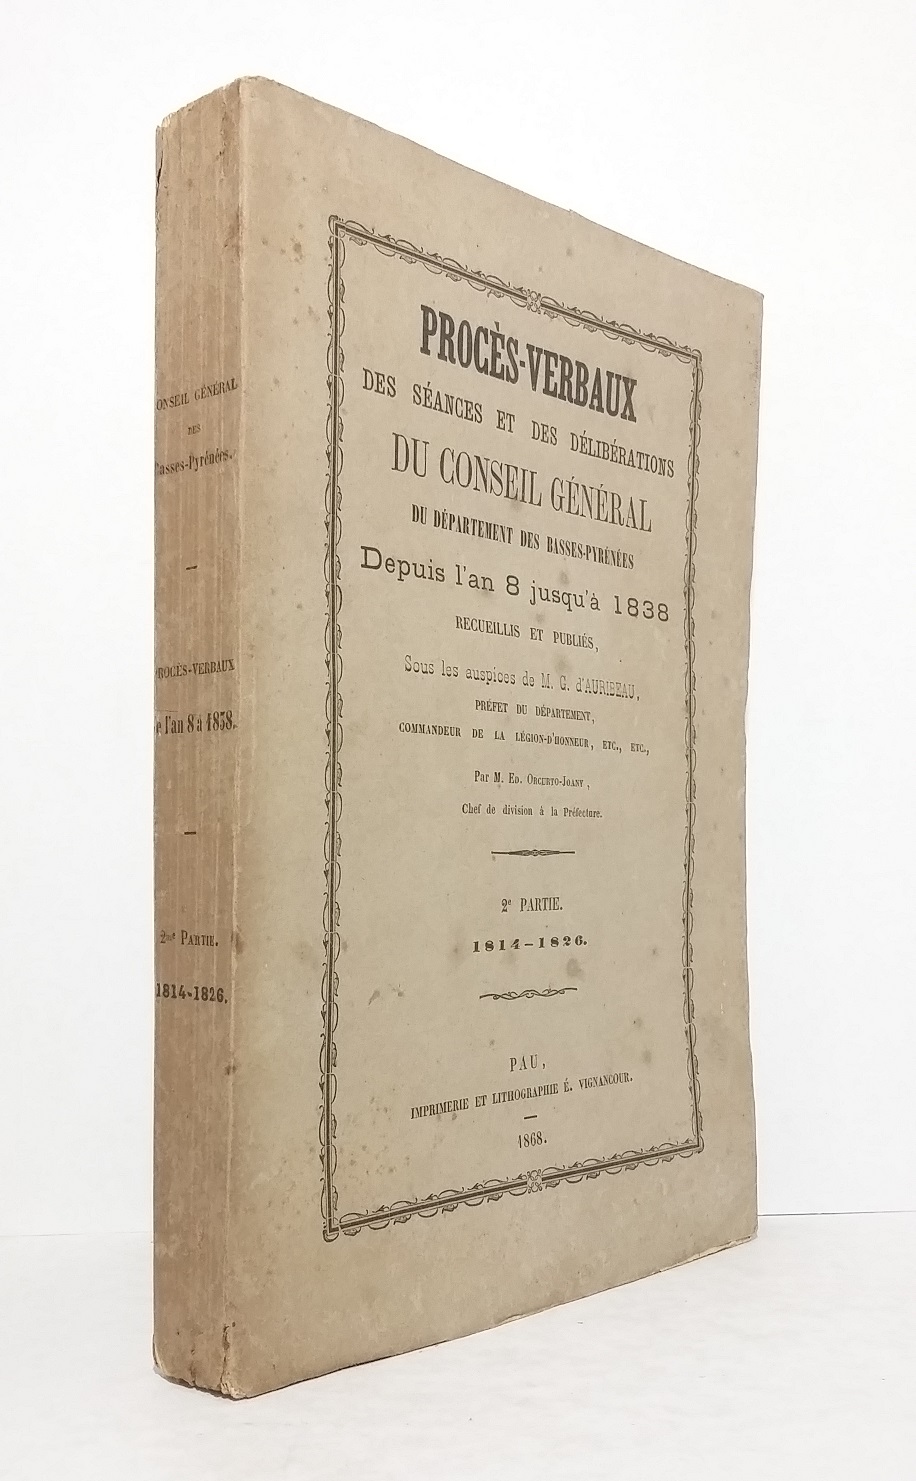 ONSEIL GÉNÉRAL
DES
asses-Pyrénées.
PROCÈS-VERBAUX
e l'an 8 à 1838.
2me PARTIE.
1814-1826.
PROCÈS-VERBAUX
DES SÉANCES ET DES DÉLIBÉRATIONS
DU CONSEIL GÉNÉRAL
DU DÉPARTEMENT DES BASSES-PYRÉNÉES
Depuis l'an 8 jusqu'à 1838
RECUEILLIS ET PUBLIÉS,
Sous les auspices de M. G. d'AURIBEAU,
PRÉFET DU DÉPARTEMENT,
COMMANDEUR DE LA LÉGION-D'HONNEUR, ETC., ETC.,
Par M. ED. ORCURTO-JOANY,
Chef de division à la Préfecture.
2e PARTIE.
1814-1826.
PAU,
IMPRIMERIE ET LITHOGRAPHIE É. VIGNANCOUR.
1868.